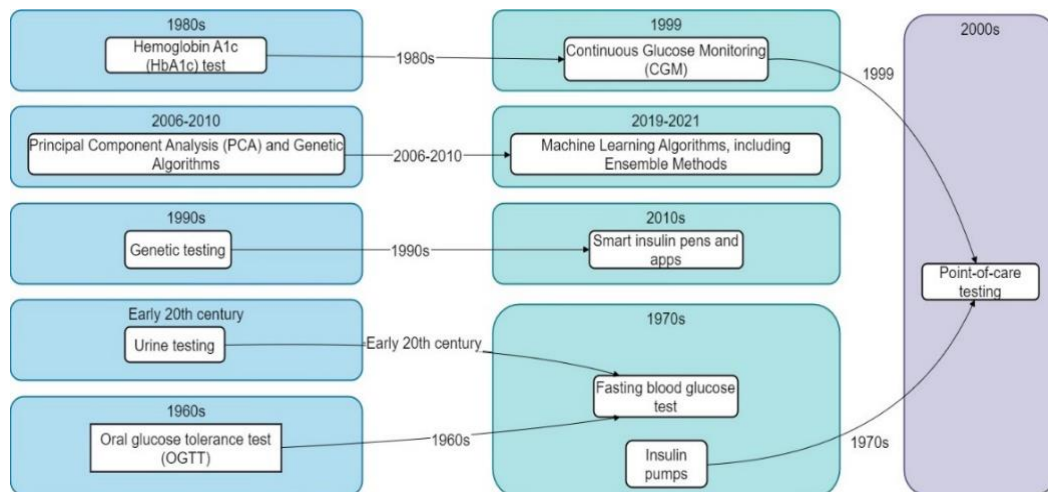 1980s
Hemoglobin A1c
(HbA1c) test
1980s
1999
Continuous Glucose Monitoring
(CGM)
1999
2000s
Point-of-care
testing
2006-2010
Principal Component Analysis (PCA) and Genetic
Algorithms
2006-2010
2019-2021
Machine Learning Algorithms, including
Ensemble Methods
1990s
Genetic testing
1990s
2010s
Smart insulin pens and
apps
Early 20th century
Urine testing
Early 20th century
1970s
Fasting blood glucose
test
1960s
Oral glucose tolerance test
(OGTT)
1960s
Insulin
pumps
1970s